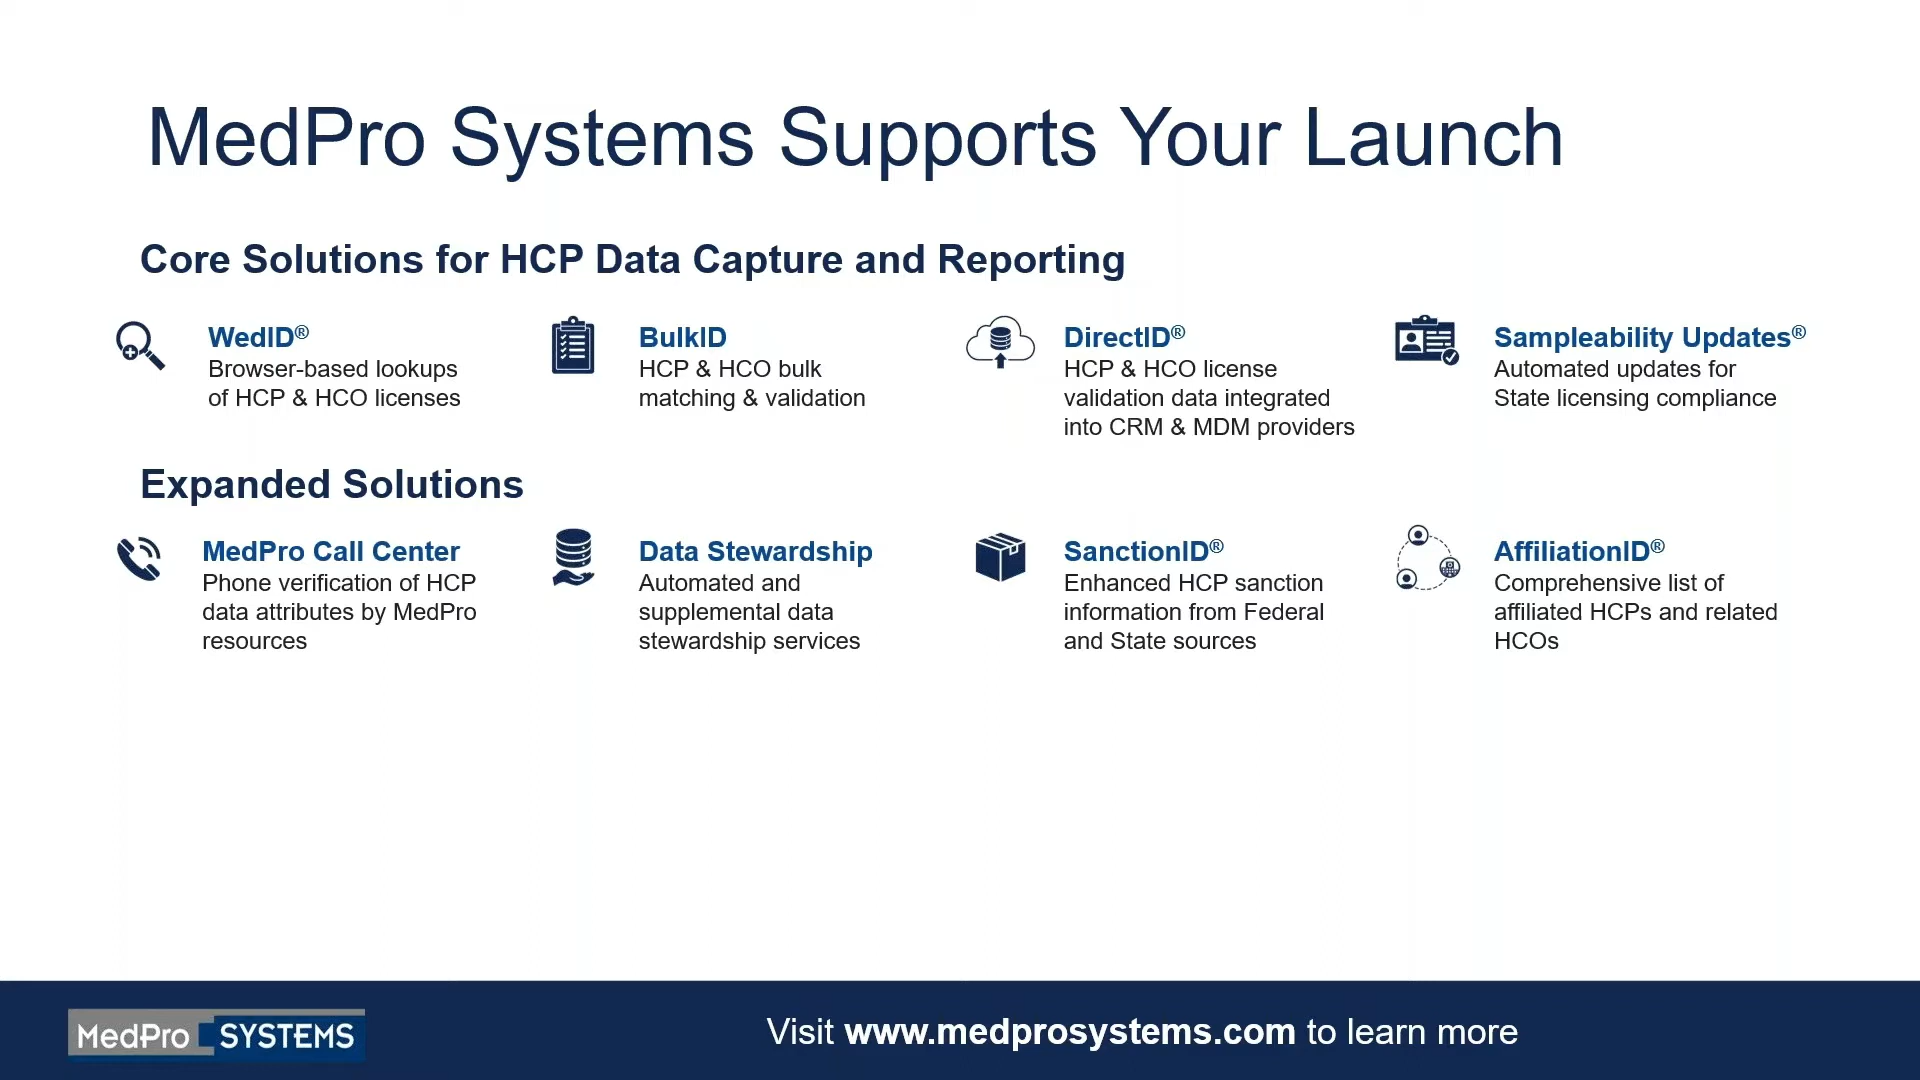 MedPro Systems Supports Your Launch
Core Solutions for HCP Data Capture and Reporting
WedID®
Browser-based lookups
of HCP & HCO licenses
BulkID
HCP & HCO bulk
matching & validation
DirectID®
HCP & HCO license
validation data integrated
into CRM & MDM providers
Sampleability Updates®
Automated updates for
State licensing compliance
Expanded Solutions
MedPro Call Center
Phone verification of HCP
data attributes by MedPro
resources
Data Stewardship
Automated and
supplemental data
stewardship services
SanctionID®
Enhanced HCP sanction
information from Federal
and State sources
AffiliationID®
Comprehensive list of
affiliated HCPs and related
HCOs
MedPro SYSTEMS
Visit www.medprosystems.com to learn more